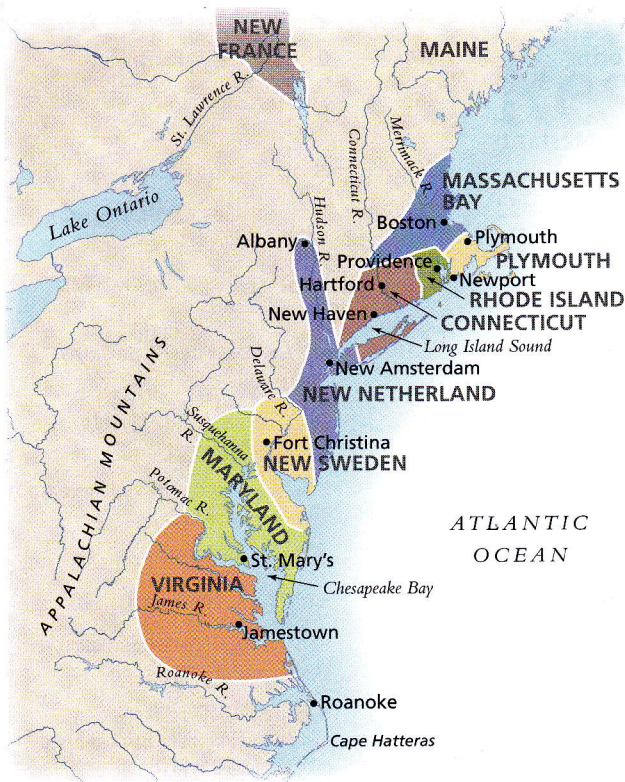 NEW
FRANCE
MAINE
St. Lawrence R.
Connecticut R.
Merrimack R.
MASSACHUSETTS
BAY
Lake Ontario
Hudson R.
Boston
Albany
Plymouth
PLYMOUTH
Providence
Newport
Hartford
RHODE ISLAND
New Haven
CONNECTICUT
Long Island Sound
New Amsterdam
Delaware R.
NEW NETHERLAND
APPALACHIAN MOUNTAINS
Susquehanna
R.
Fort Christina
NEW SWEDEN
MARYLAND
Potomac R.
ATLANTIC
OCEAN
St. Mary's
VIRGINIA
Chesapeake Bay
James R.
Jamestown
Roanoke R.
Roanoke
Cape Hatteras